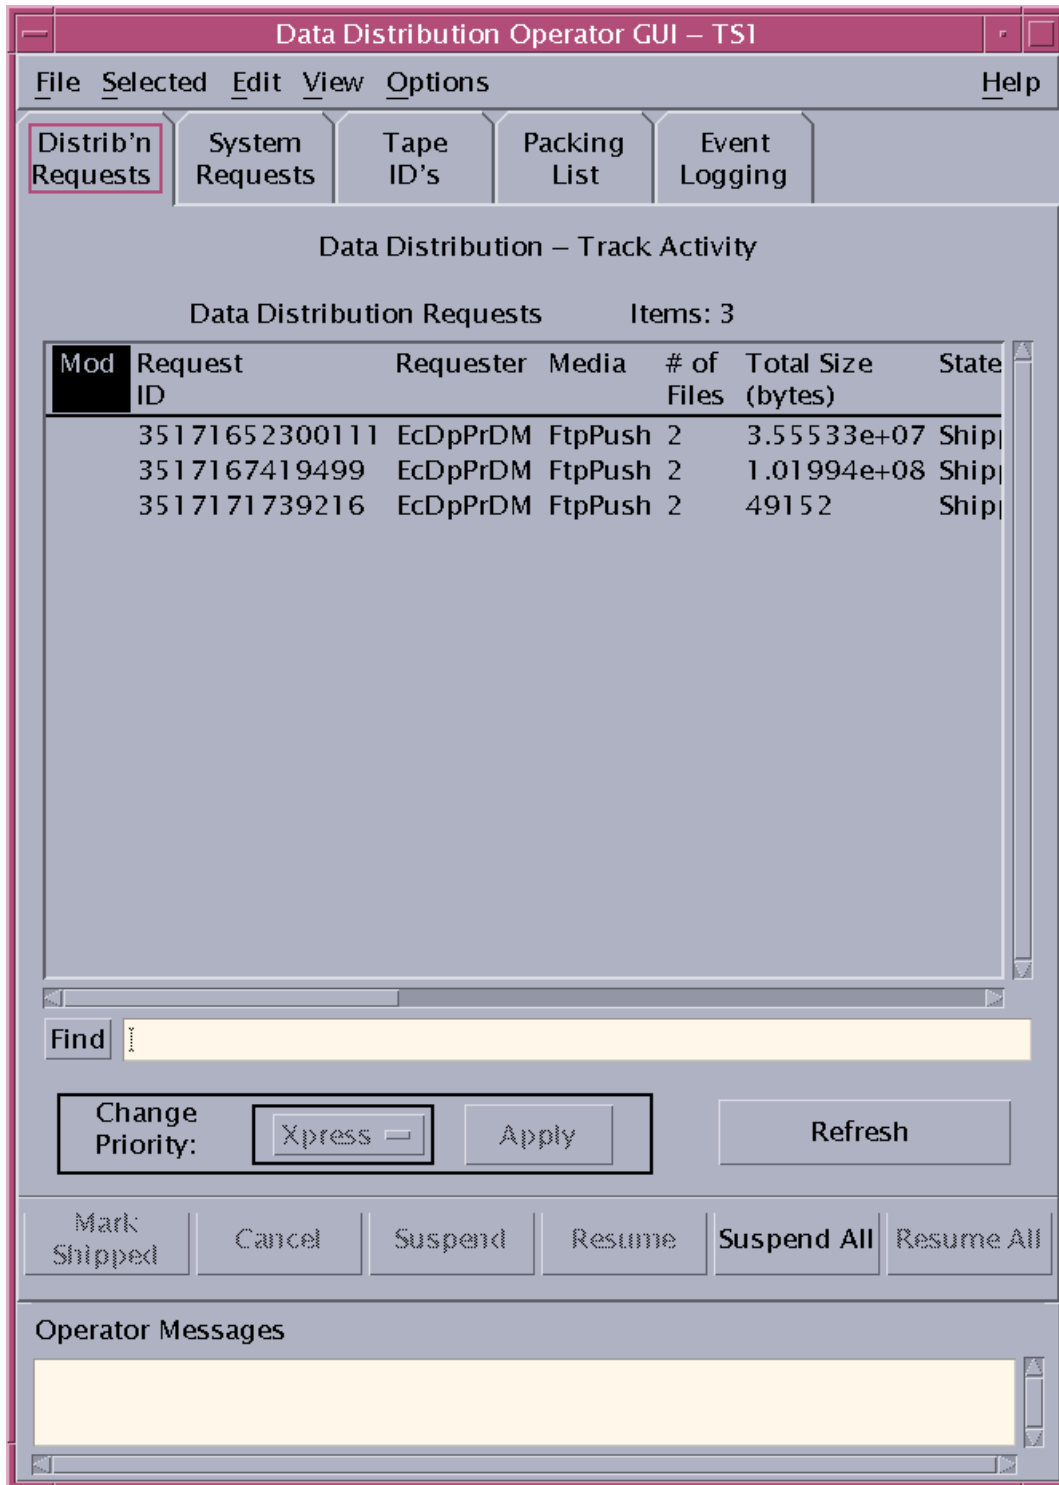 Data Distribution Operator GUI – TS1
File Selected Edit View Options Help
Distrib'n System Tape Packing Event
Requests Requests ID's List Logging
Data Distribution – Track Activity
Data Distribution Requests Items: 3
Mod Request Requester Media # of Total Size State
ID Files (bytes)
35171652300111 EcDpPrDM FtpPush 2 3.55533e+07 Ship
3517167419499 EcDpPrDM FtpPush 2 1.01994e+08 Ship
3517171739216 EcDpPrDM FtpPush 2 49152 Ship
Find
Change
Priority: Xpress Apply Refresh
Mark
Shipped Cancel Suspend Resume Suspend All Resume All
Operator Messages